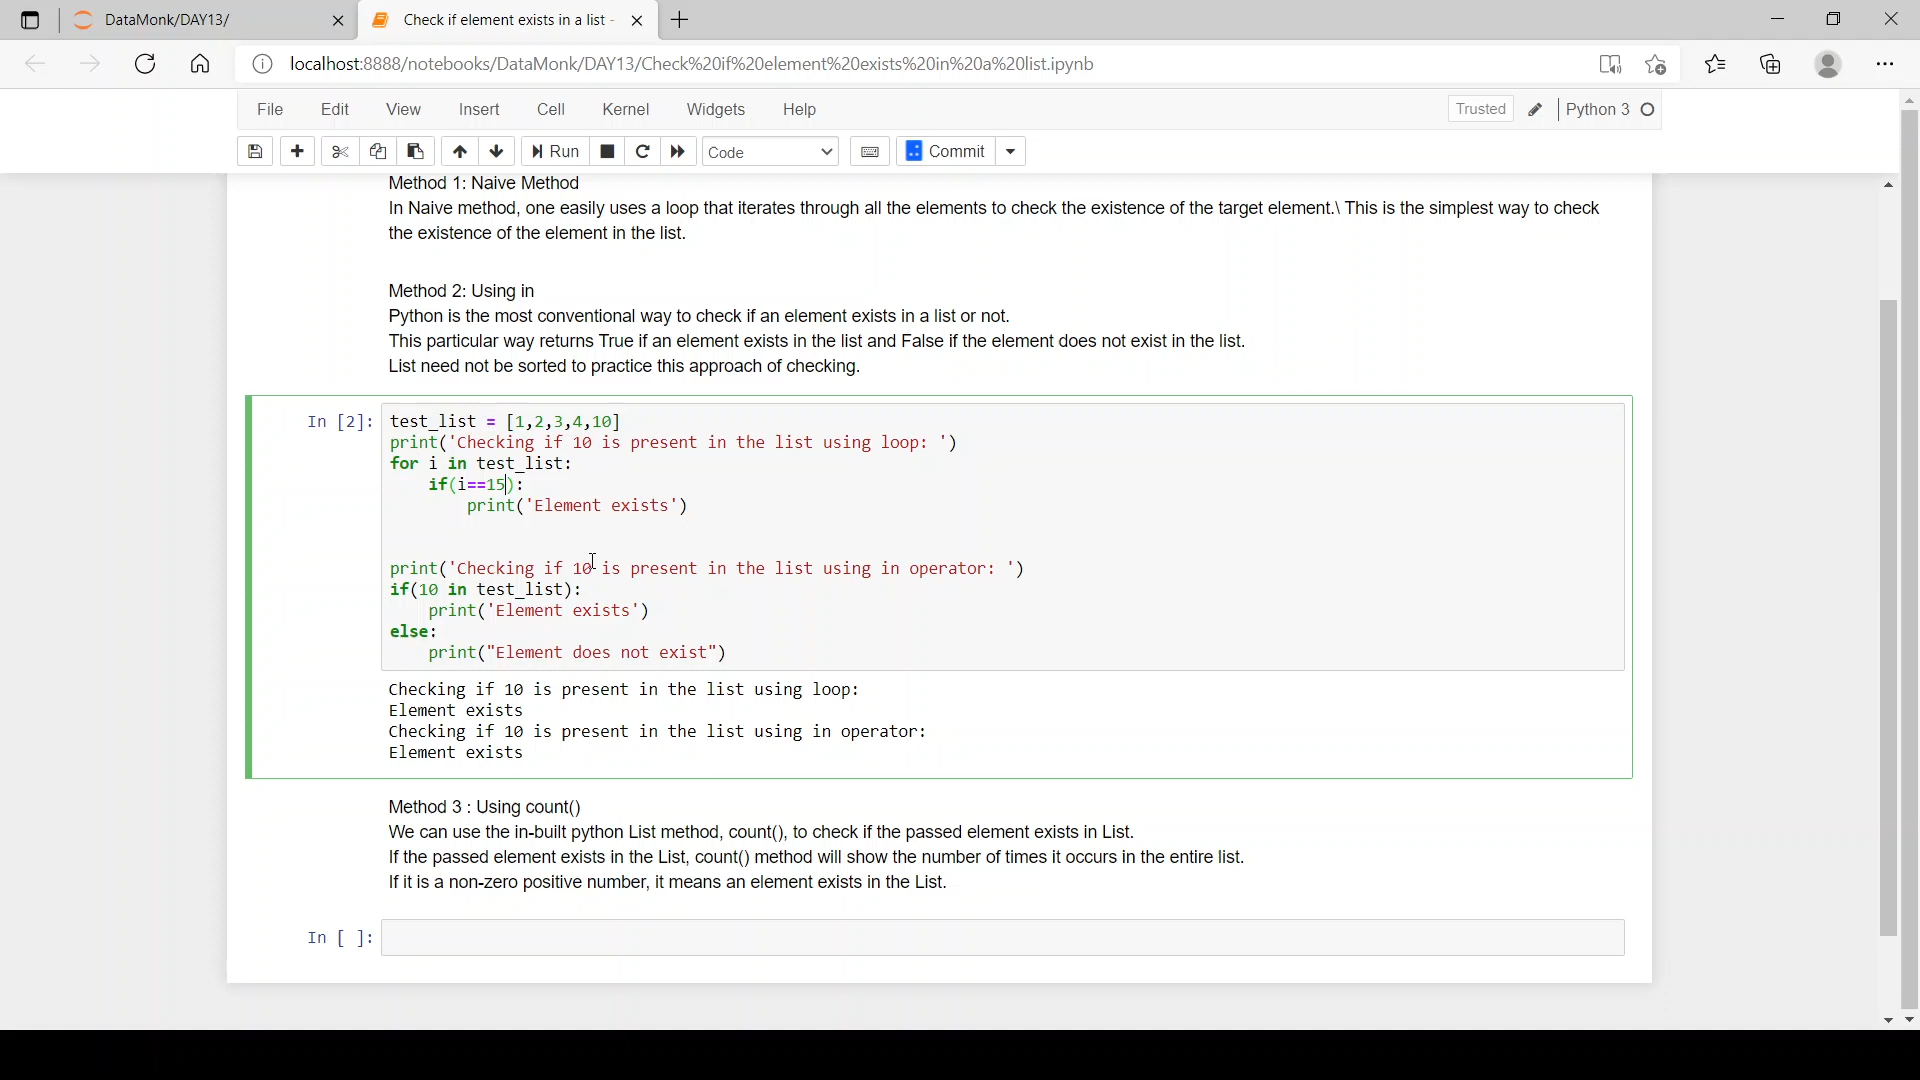 DataMonk/DAY13/
Check if element exists in a list -
localhost:8888/notebooks/DataMonk/DAY13/Check%20if%20element%20exists%20in%20a%20list.ipynb
File Edit View Insert Cell Kernel Widgets Help Trusted Python 3
Run Code Commit
Method 1: Naive Method
In Naive method, one easily uses a loop that iterates through all the elements to check the existence of the target element.\ This is the simplest way to check
the existence of the element in the list.
Method 2: Using in
Python is the most conventional way to check if an element exists in a list or not.
This particular way returns True if an element exists in the list and False if the element does not exist in the list.
List need not be sorted to practice this approach of checking.
In [2]: test_list = [1,2,3,4,10]
print('Checking if 10 is present in the list using loop: ')
for i in test_list:
    if(i==15):
        print('Element exists')
print('Checking if 10 is present in the list using in operator: ')
if(10 in test_list):
    print('Element exists')
else:
    print("Element does not exist")
Checking if 10 is present in the list using loop:
Element exists
Checking if 10 is present in the list using in operator:
Element exists
Method 3 : Using count()
We can use the in-built python List method, count(), to check if the passed element exists in List.
If the passed element exists in the List, count() method will show the number of times it occurs in the entire list.
If it is a non-zero positive number, it means an element exists in the List.
In [ ]: